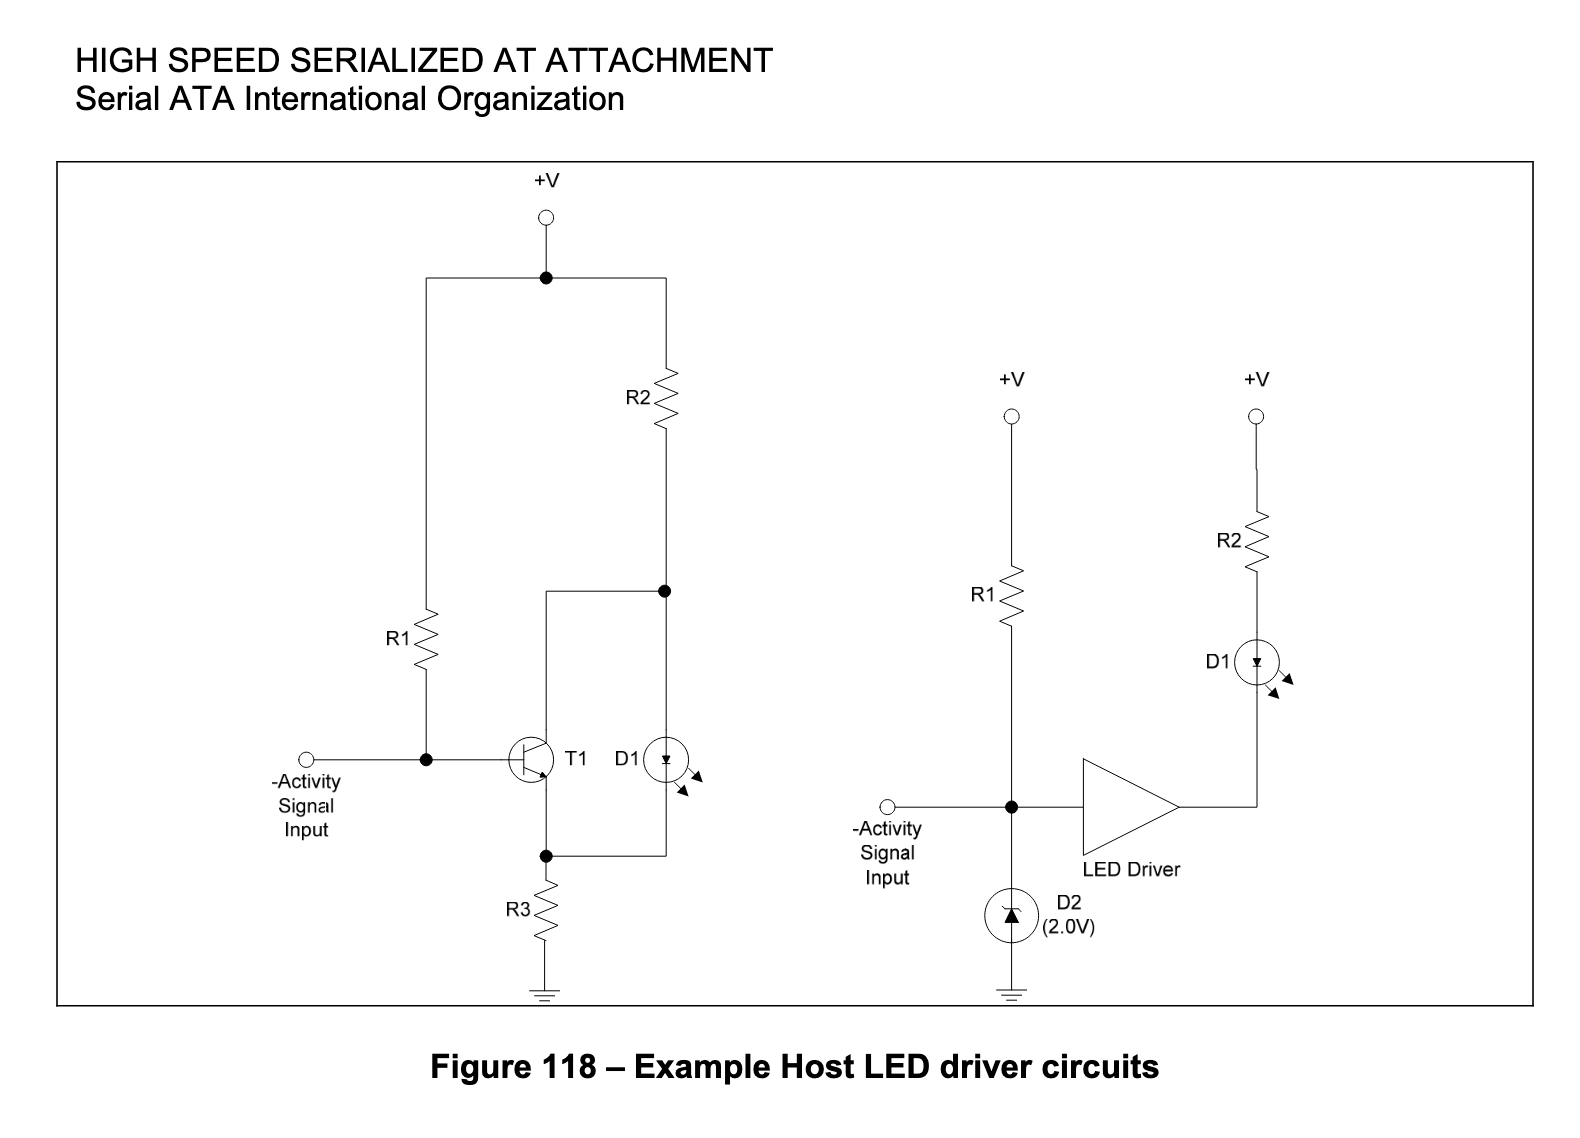 HIGH SPEED SERIALIZED AT ATTACHMENT
Serial ATA International Organization
+V
R2
R1
T1
D1
-Activity
Signal
Input
R3
+V
+V
R2
R1
D1
-Activity
Signal
Input
LED Driver
D2
(2.0V)
Figure 118 – Example Host LED driver circuits